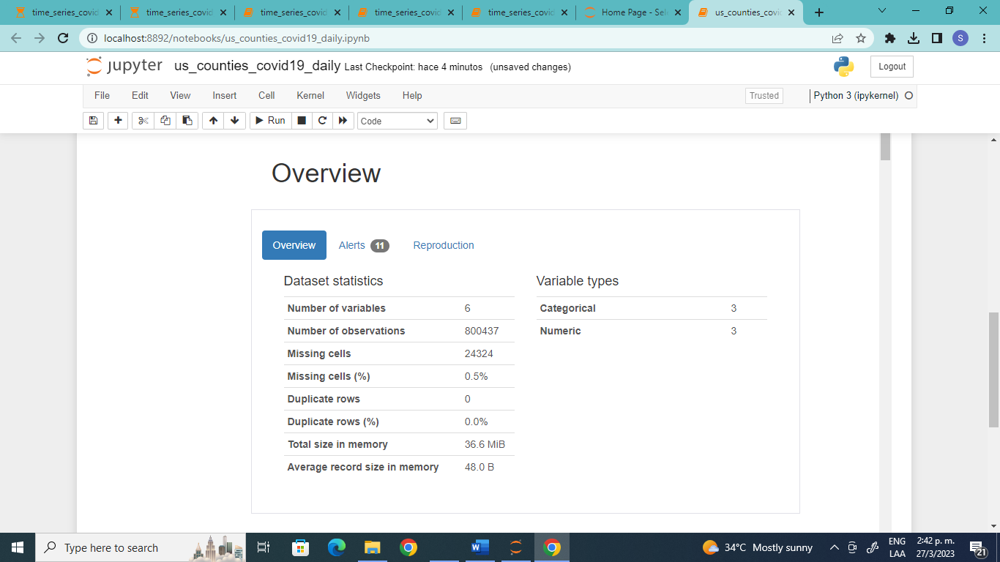 time_series_covid time_series_covid time_series_covid time_series_covid time_series_covid Home Page - Sele us_counties_covid
localhost:8892/notebooks/us_counties_covid19_daily.ipynb S
jupyter us_counties_covid19_daily Last Checkpoint: hace 4 minutos (unsaved changes) Logout
File Edit View Insert Cell Kernel Widgets Help Trusted Python 3 (ipykernel)
Run Code
Overview
Overview Alerts 11 Reproduction
Dataset statistics Variable types
Number of variables 6 Categorical 3
Number of observations 800437 Numeric 3
Missing cells 24324
Missing cells (%) 0.5%
Duplicate rows 0
Duplicate rows (%) 0.0%
Total size in memory 36.6 MiB
Average record size in memory 48.0 B
Type here to search 34°C Mostly sunny ENG 2:42 p. m.
LAA 27/3/2023 21